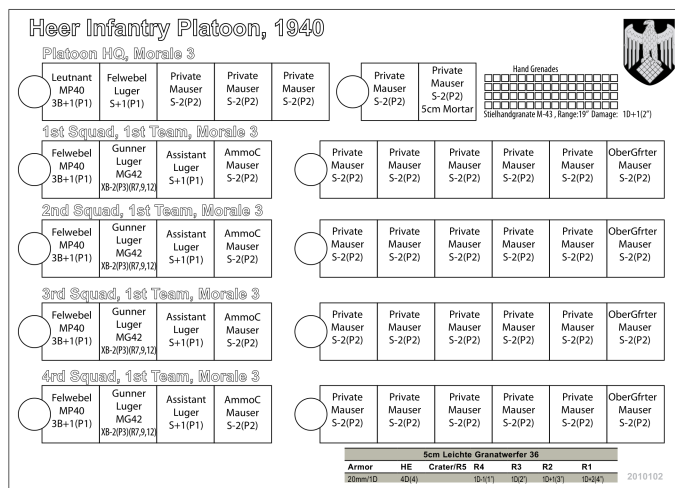 Heer Infantry Platoon, 1940
Platoon HQ, Morale 3
Leutnant
MP40
3B+1(P1)
Felwebel
Luger
S+1(P1)
Private
Mauser
S-2(P2)
Private
Mauser
S-2(P2)
Private
Mauser
S-2(P2)
Private
Mauser
S-2(P2)
Private
Mauser
S-2(P2)
5cm Mortar
Hand Grenades
Stielhandgranate M-43 , Range:19" Damage: 1D+1(2")
1st Squad, 1st Team, Morale 3
Felwebel
MP40
3B+1(P1)
Gunner
Luger
MG42
XB-2(P3)(R7,9,12)
Assistant
Luger
S+1(P1)
AmmoC
Mauser
S-2(P2)
Private
Mauser
S-2(P2)
Private
Mauser
S-2(P2)
Private
Mauser
S-2(P2)
Private
Mauser
S-2(P2)
Private
Mauser
S-2(P2)
OberGfrter
Mauser
S-2(P2)
2nd Squad, 1st Team, Morale 3
Felwebel
MP40
3B+1(P1)
Gunner
Luger
MG42
XB-2(P3)(R7,9,12)
Assistant
Luger
S+1(P1)
AmmoC
Mauser
S-2(P2)
Private
Mauser
S-2(P2)
Private
Mauser
S-2(P2)
Private
Mauser
S-2(P2)
Private
Mauser
S-2(P2)
Private
Mauser
S-2(P2)
OberGfrter
Mauser
S-2(P2)
3rd Squad, 1st Team, Morale 3
Felwebel
MP40
3B+1(P1)
Gunner
Luger
MG42
XB-2(P3)(R7,9,12)
Assistant
Luger
S+1(P1)
AmmoC
Mauser
S-2(P2)
Private
Mauser
S-2(P2)
Private
Mauser
S-2(P2)
Private
Mauser
S-2(P2)
Private
Mauser
S-2(P2)
Private
Mauser
S-2(P2)
OberGfrter
Mauser
S-2(P2)
4rd Squad, 1st Team, Morale 3
Felwebel
MP40
3B+1(P1)
Gunner
Luger
MG42
XB-2(P3)(R7,9,12)
Assistant
Luger
S+1(P1)
AmmoC
Mauser
S-2(P2)
Private
Mauser
S-2(P2)
Private
Mauser
S-2(P2)
Private
Mauser
S-2(P2)
Private
Mauser
S-2(P2)
Private
Mauser
S-2(P2)
OberGfrter
Mauser
S-2(P2)
5cm Leichte Granatwerfer 36
Armor HE Crater/R5 R4 R3 R2 R1
20mm/1D 4D(4) 1D-1(1") 1D(2") 1D+1(3") 1D+2(4")
2010102